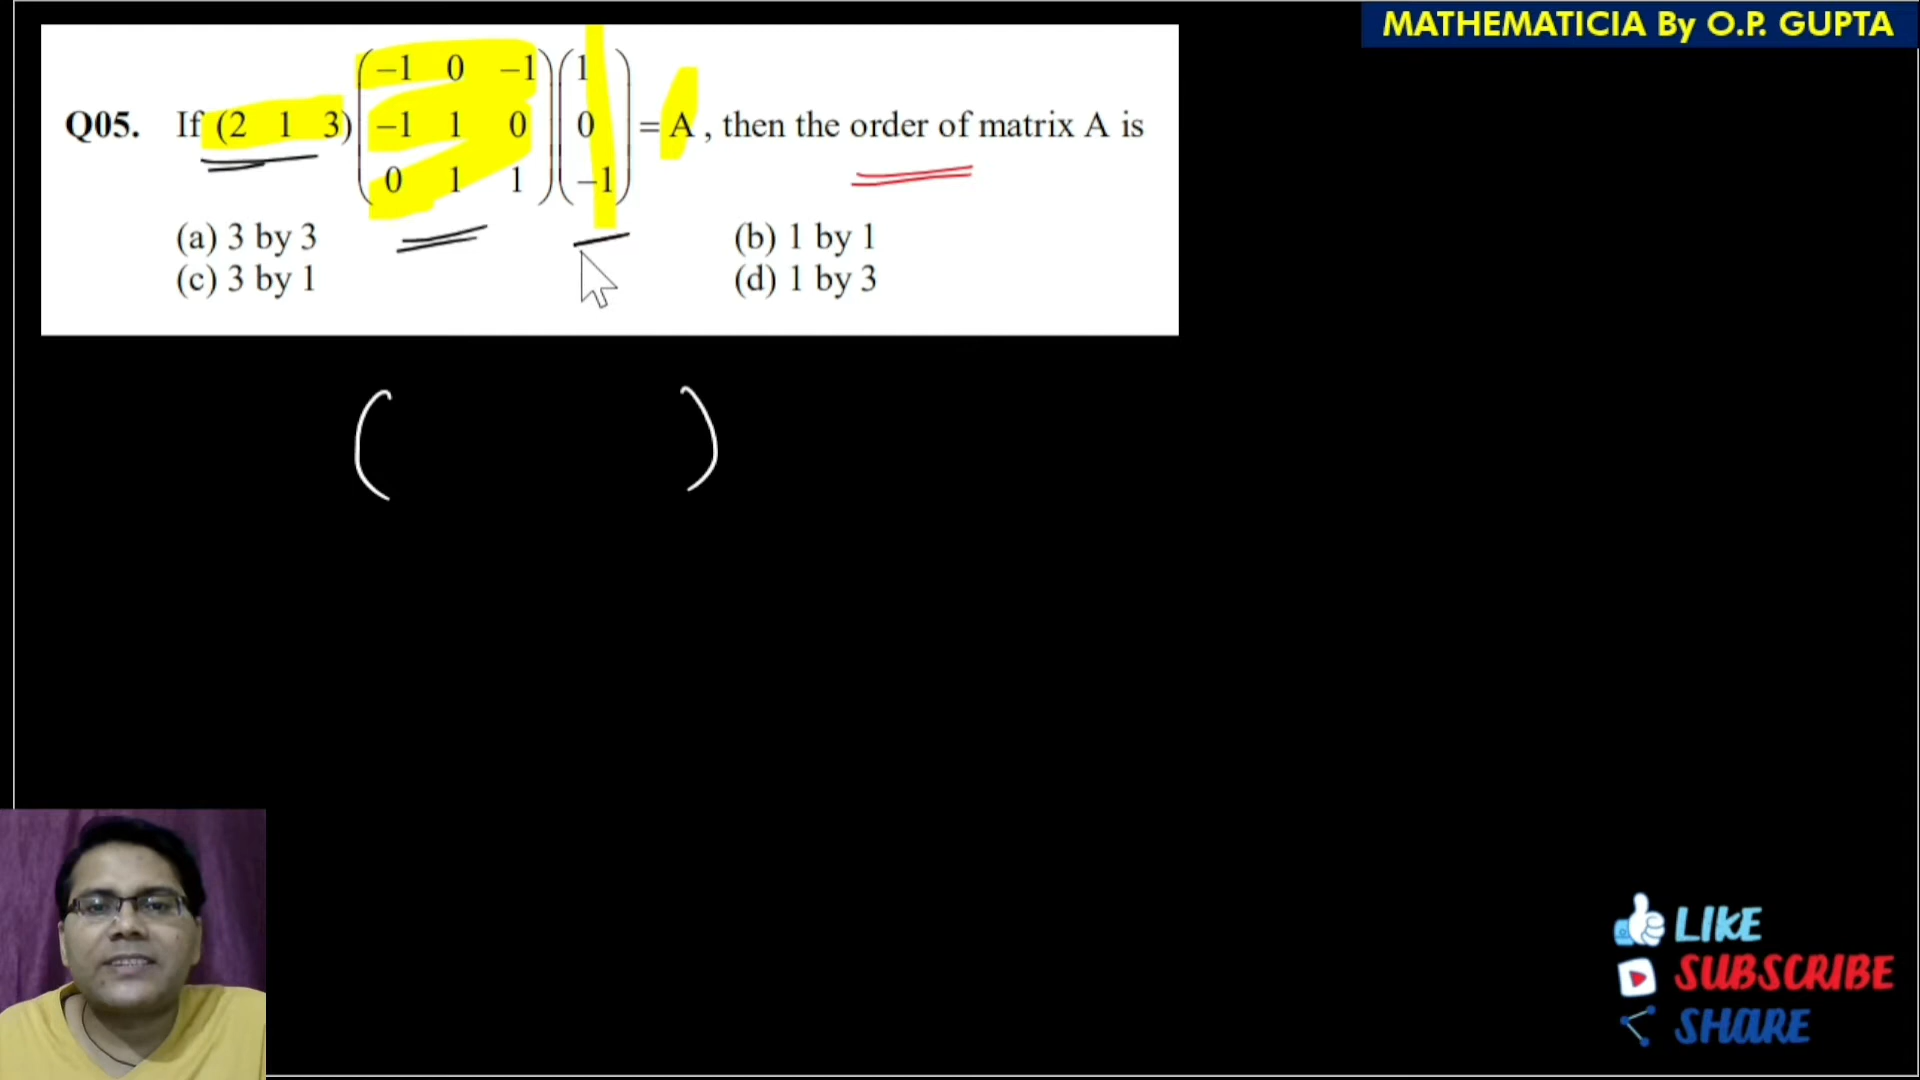 MATHEMATICIA By O.P. GUPTA
Q05. If (2 1 3) (−1 0 −1 −1 1 0 0 1 1) (1 0 −1) = A , then the order of matrix A is
(a) 3 by 3 (b) 1 by 1
(c) 3 by 1 (d) 1 by 3
( )
LIKE
SUBSCRIBE
SHARE